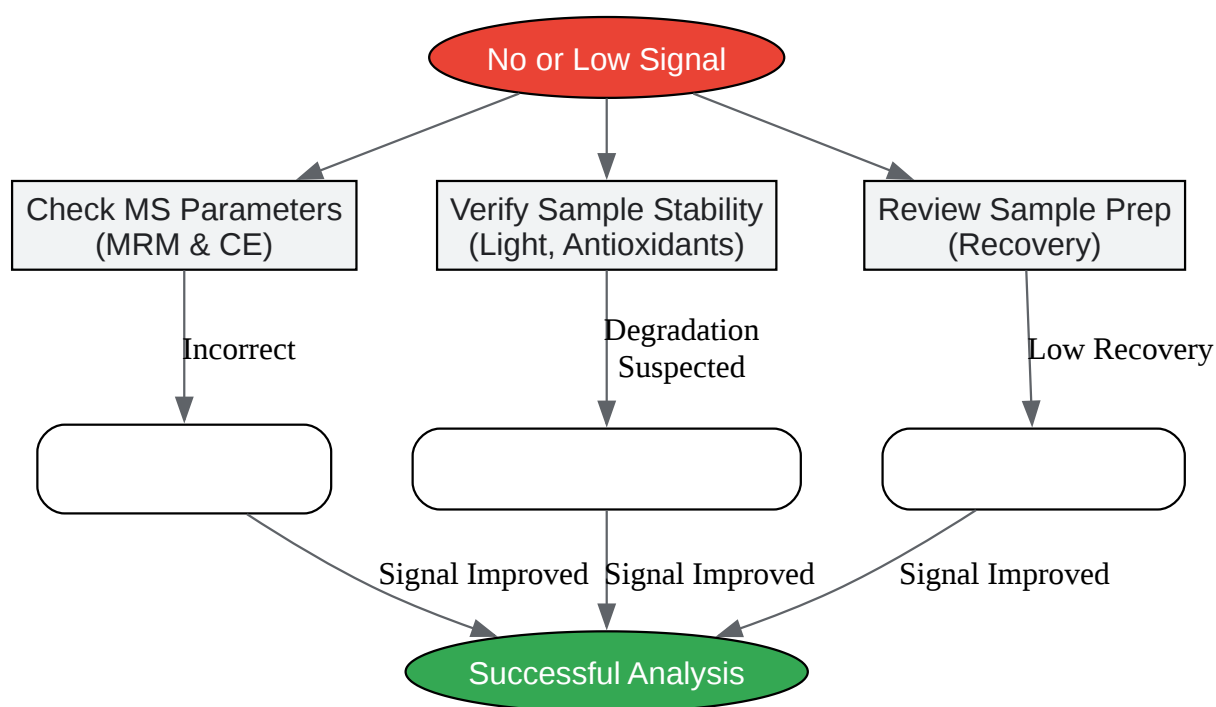 No or Low Signal
Check MS Parameters
(MRM & CE)
Verify Sample Stability
(Light, Antioxidants)
Review Sample Prep
(Recovery)
Incorrect
Degradation
Suspected
Low Recovery
Signal Improved
Signal Improved
Signal Improved
Successful Analysis